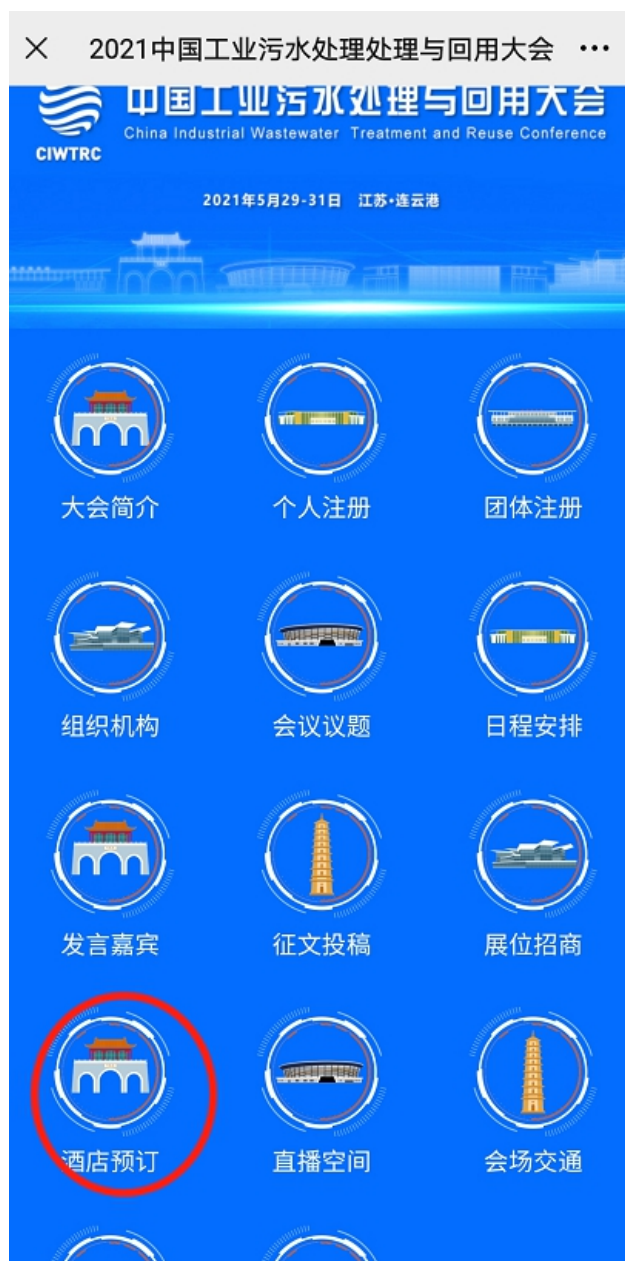 2021中国工业污水处理处理与回用大会
中国工业污水处理与回用大会
China Industrial Wastewater Treatment and Reuse Conference
CIWTRC
2021年5月29-31日 江苏·连云港
大会简介 个人注册 团体注册
组织机构 会议议题 日程安排
发言嘉宾 征文投稿 展位招商
酒店预订 直播空间 会场交通